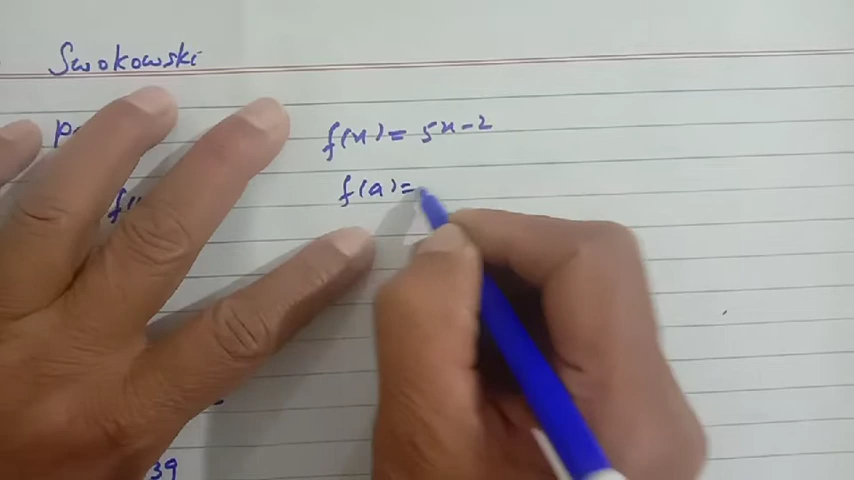 Swokowski
f(x) = 5x-2
f(a) =
39